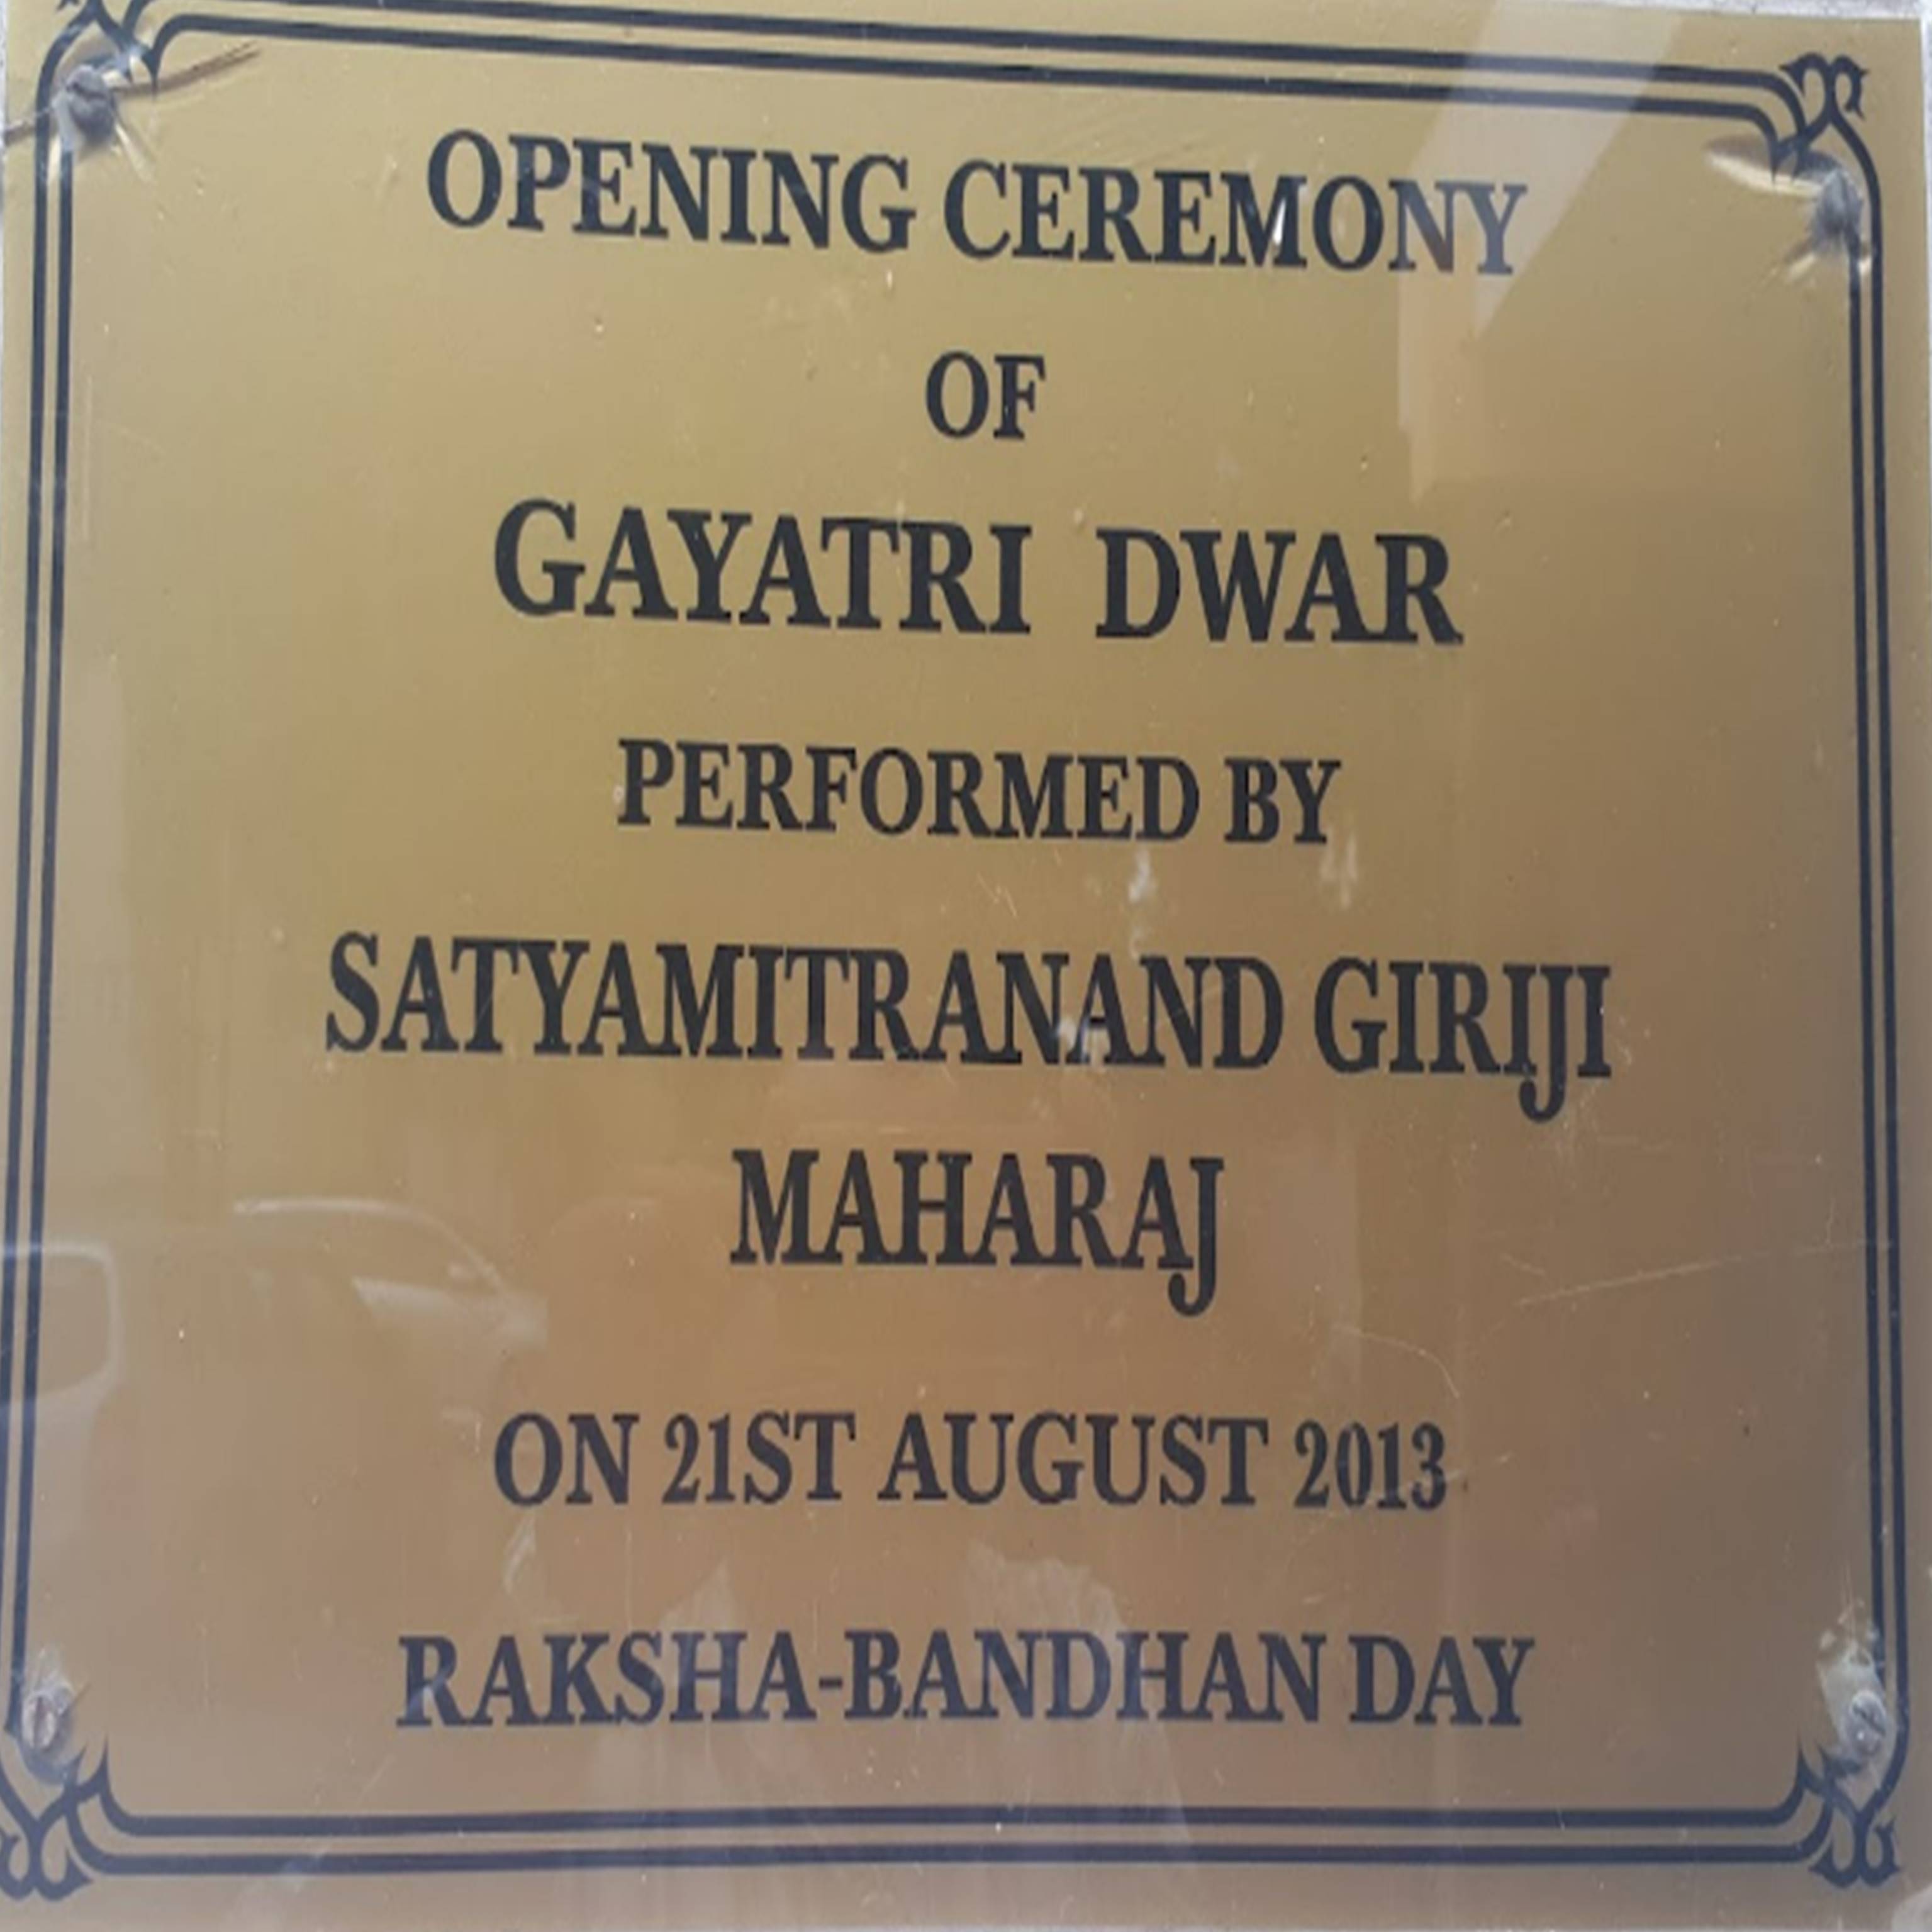 OPENING CEREMONY
OF
GAYATRI DWAR
PERFORMED BY
SATYAMITRANAND GIRIJI
MAHARAJ
ON 21ST AUGUST 2013
RAKSHA-BANDHAN DAY